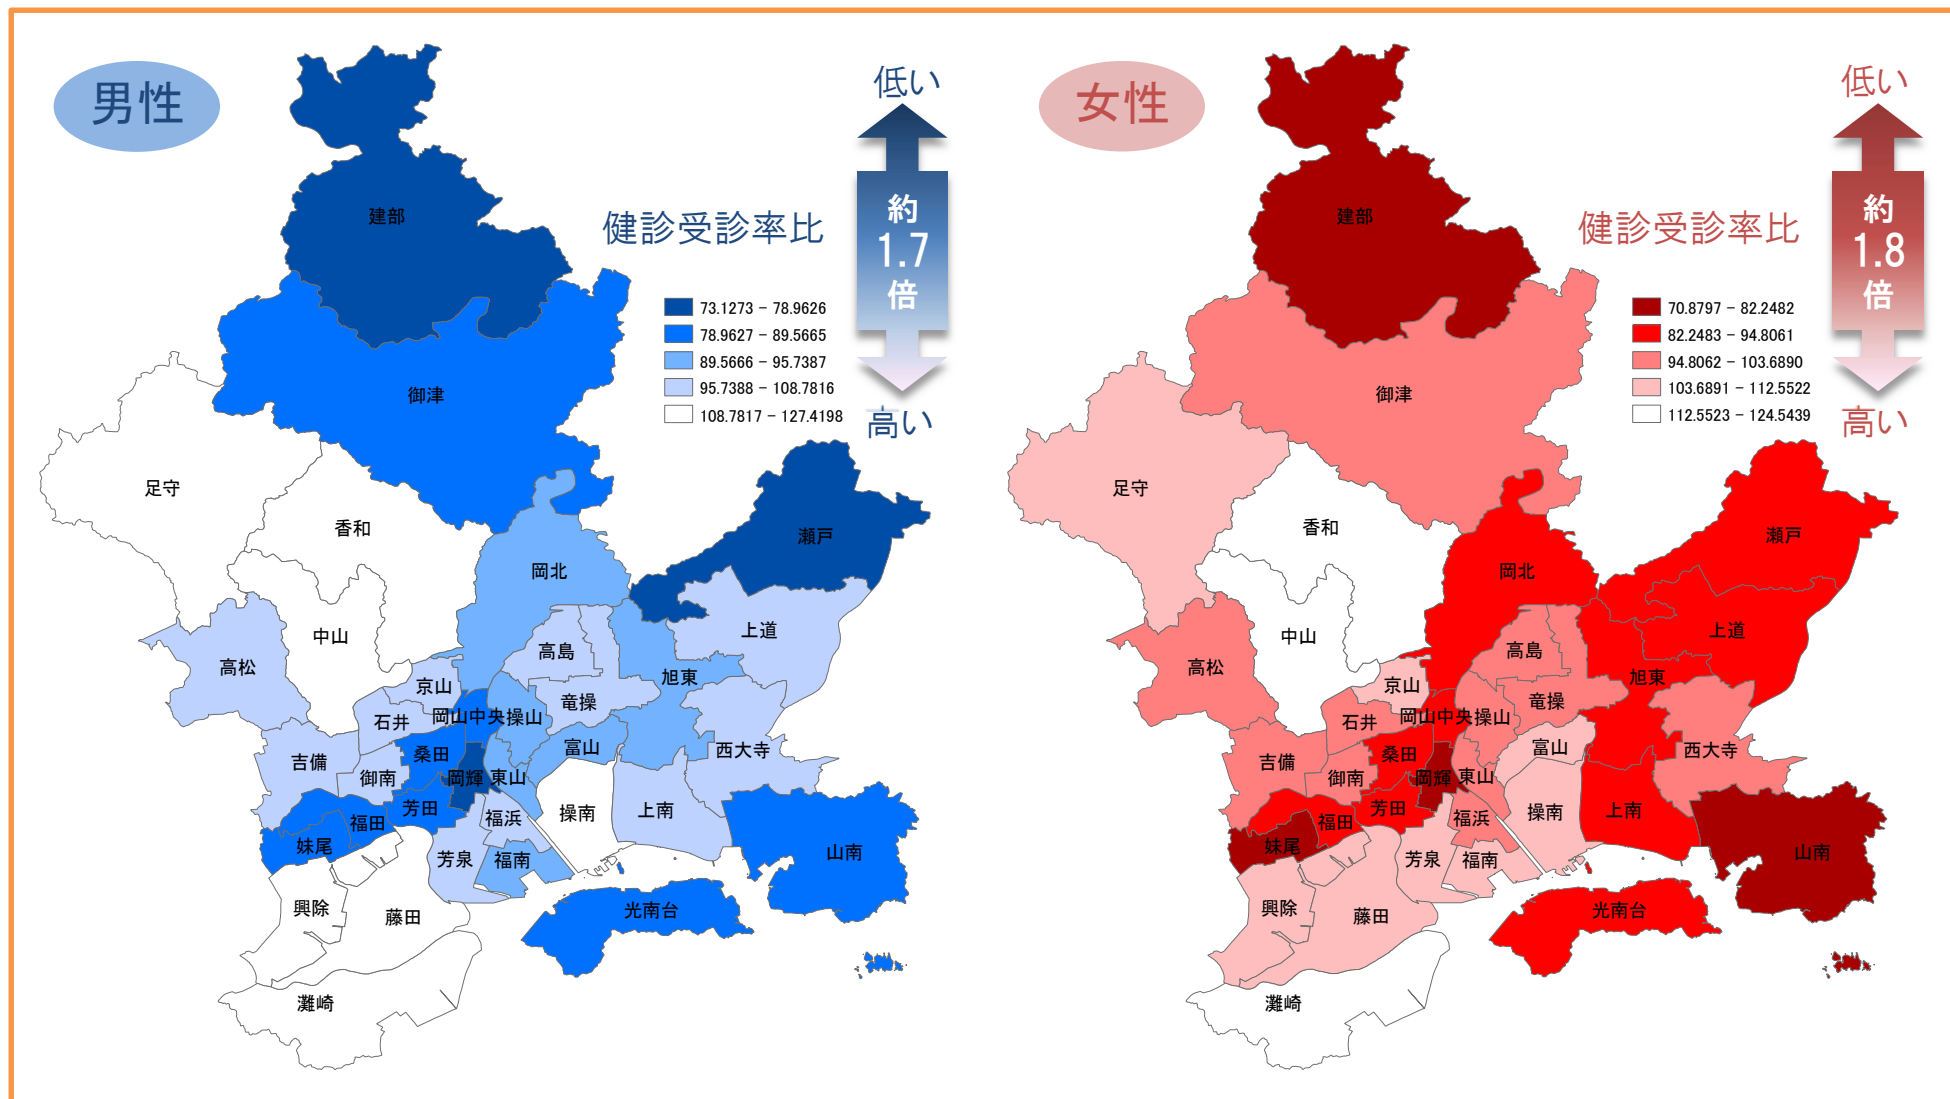 男性
低い
約
1.7
倍
高い
健診受診率比
73.1273 - 78.9626
78.9627 - 89.5665
89.5666 - 95.7387
95.7388 - 108.7816
108.7817 - 127.4198
建部
御津
足守
香和
瀬戸
岡北
中山
上道
高松
高島
旭東
京山
竜操
石井
岡山中央
操山
桑田
富山
西大寺
吉備
御南
岡輝
東山
芳田
操南
上南
福田
福浜
妹尾
芳泉
福南
山南
興除
藤田
光南台
灘崎
女性
低い
約
1.8
倍
高い
健診受診率比
70.8797 - 82.2482
82.2483 - 94.8061
94.8062 - 103.6890
103.6891 - 112.5522
112.5523 - 124.5439
建部
御津
足守
香和
瀬戸
岡北
中山
上道
高松
高島
旭東
京山
竜操
石井
岡山中央
操山
桑田
富山
西大寺
吉備
御南
岡輝
東山
芳田
操南
上南
福田
福浜
妹尾
芳泉
福南
山南
興除
藤田
光南台
灘崎